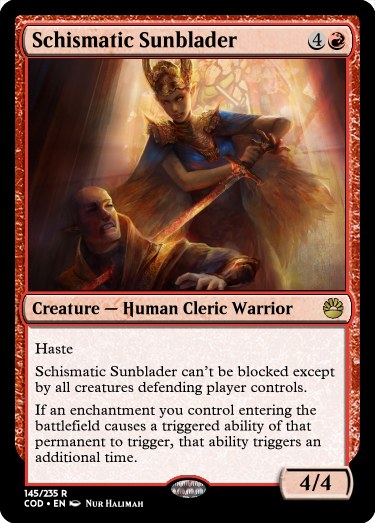 Schismatic Sunblader 4
Creature — Human Cleric Warrior
Haste
Schismatic Sunblader can't be blocked except
by all creatures defending player controls.
If an enchantment you control entering the
battlefield causes a triggered ability of that
permanent to trigger, that ability triggers an
additional time.
4/4
145/235 R
COD • EN Nur Halimah